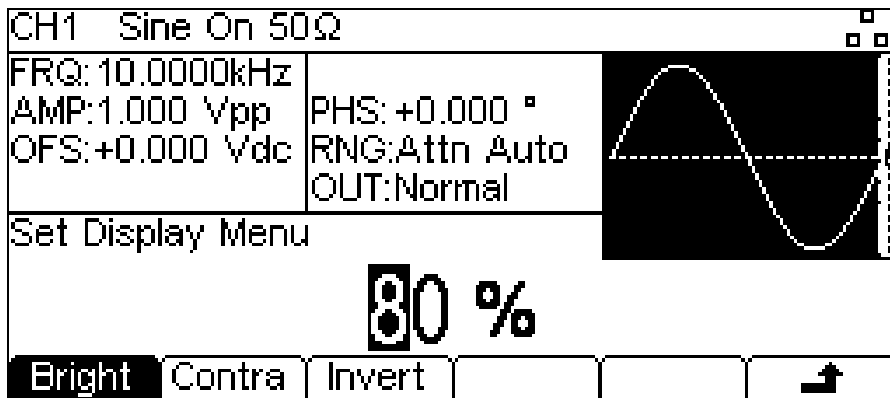 CH1 Sine On 50Ω
FRQ:10.0000kHz
AMP:1.000 Vpp
OFS:+0.000 Vdc
PHS:+0.000 °
RNG:Attn Auto
OUT:Normal
Set Display Menu
80 %
Bright Contra Invert